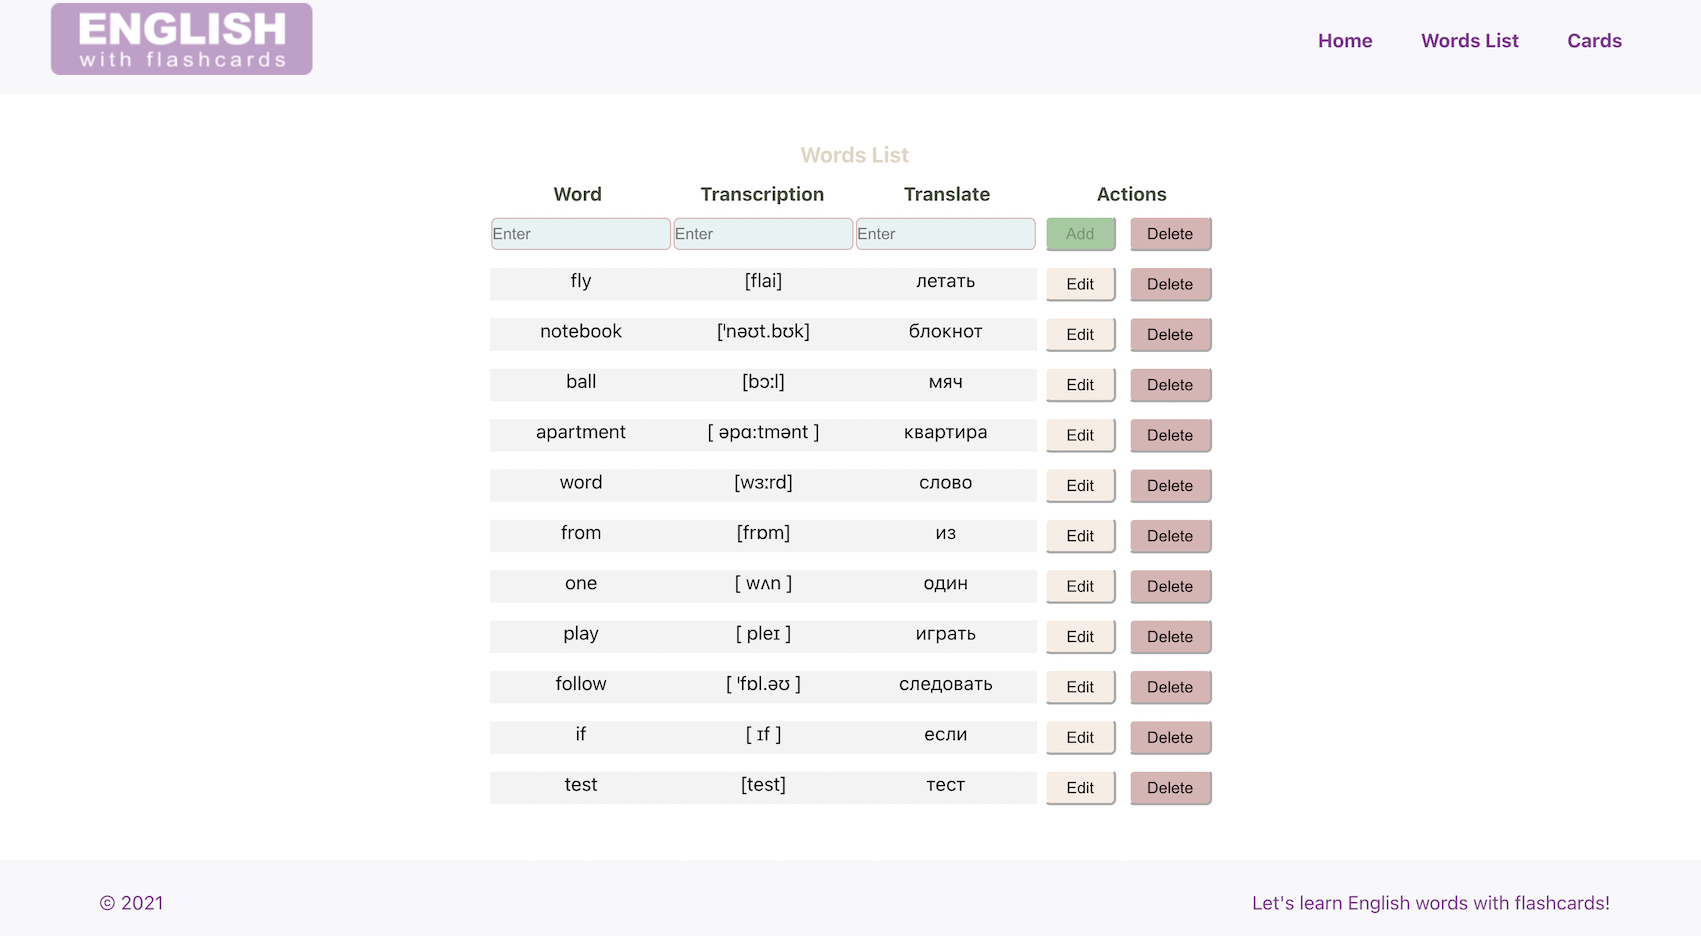 ENGLISH
with flashcards
Home Words List Cards
Words List
Word Transcription Translate Actions
Enter Enter Enter Add Delete
fly [flai] летать Edit Delete
notebook ['nəʊt.bʊk] блокнот Edit Delete
ball [bɔːl] мяч Edit Delete
apartment [ əpɑːtmənt ] квартира Edit Delete
word [wɜːrd] слово Edit Delete
from [frɒm] из Edit Delete
one [ wʌn ] один Edit Delete
play [ pleɪ ] играть Edit Delete
follow [ 'fɒl.əʊ ] следовать Edit Delete
if [ ɪf ] если Edit Delete
test [test] тест Edit Delete
© 2021 Let's learn English words with flashcards!